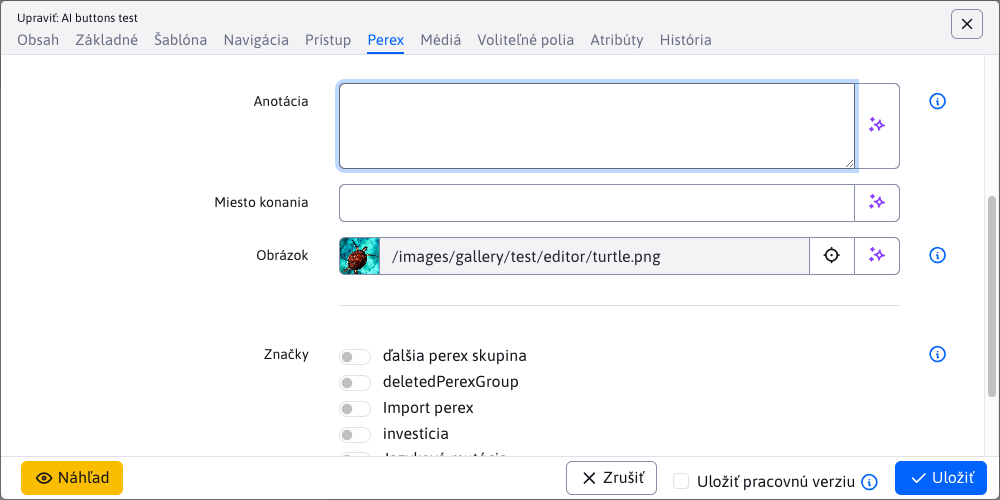 Upraviť: AI buttons test
Obsah Základné Šablóna Navigácia Prístup Perex Médiá Voliteľné polia Atribúty História
Anotácia
Miesto konania
Obrázok /images/gallery/test/editor/turtle.png
Značky ďalšia perex skupina
deletedPerexGroup
Import perex
investícia
Náhľad Zrušiť Uložiť pracovnú verziu Uložiť